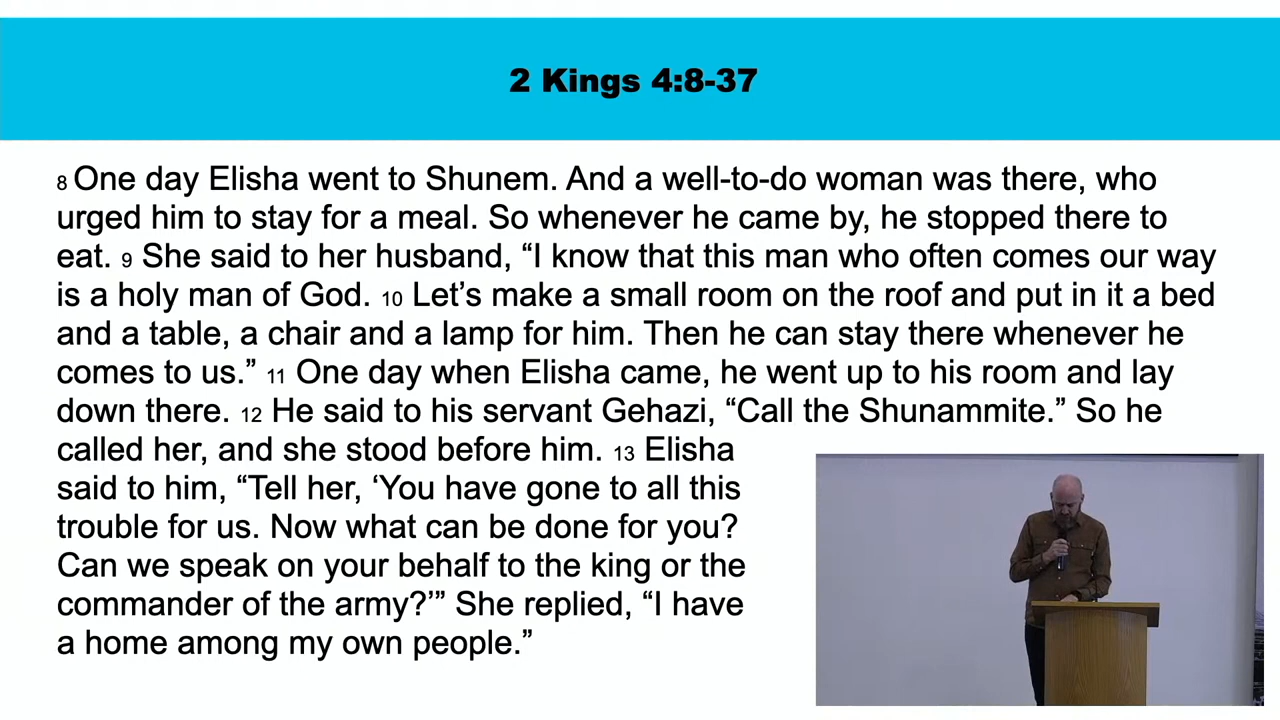 2 Kings 4:8-37
8 One day Elisha went to Shunem. And a well-to-do woman was there, who
urged him to stay for a meal. So whenever he came by, he stopped there to
eat. 9 She said to her husband, “I know that this man who often comes our way
is a holy man of God. 10 Let’s make a small room on the roof and put in it a bed
and a table, a chair and a lamp for him. Then he can stay there whenever he
comes to us.” 11 One day when Elisha came, he went up to his room and lay
down there. 12 He said to his servant Gehazi, “Call the Shunammite.” So he
called her, and she stood before him. 13 Elisha
said to him, “Tell her, ‘You have gone to all this
trouble for us. Now what can be done for you?
Can we speak on your behalf to the king or the
commander of the army?’” She replied, “I have
a home among my own people.”